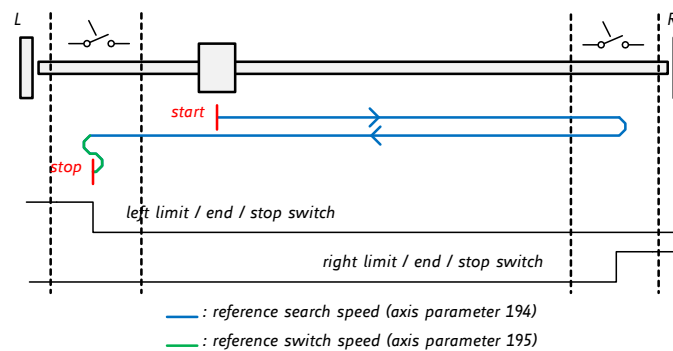 L
R
start
stop
left limit / end / stop switch
right limit / end / stop switch
: reference search speed (axis parameter 194)
: reference switch speed (axis parameter 195)